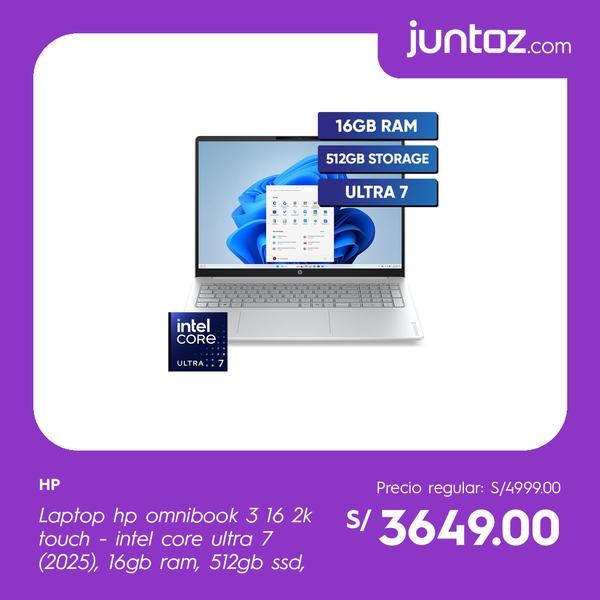 juntoz.com
16GB RAM
512GB STORAGE
ULTRA 7
intel
CORE
ULTRA 7
HP
Precio regular: S/4999.00
Laptop hp omnibook 3 16 2k
touch - intel core ultra 7
(2025), 16gb ram, 512gb ssd,
S/ 3649.00